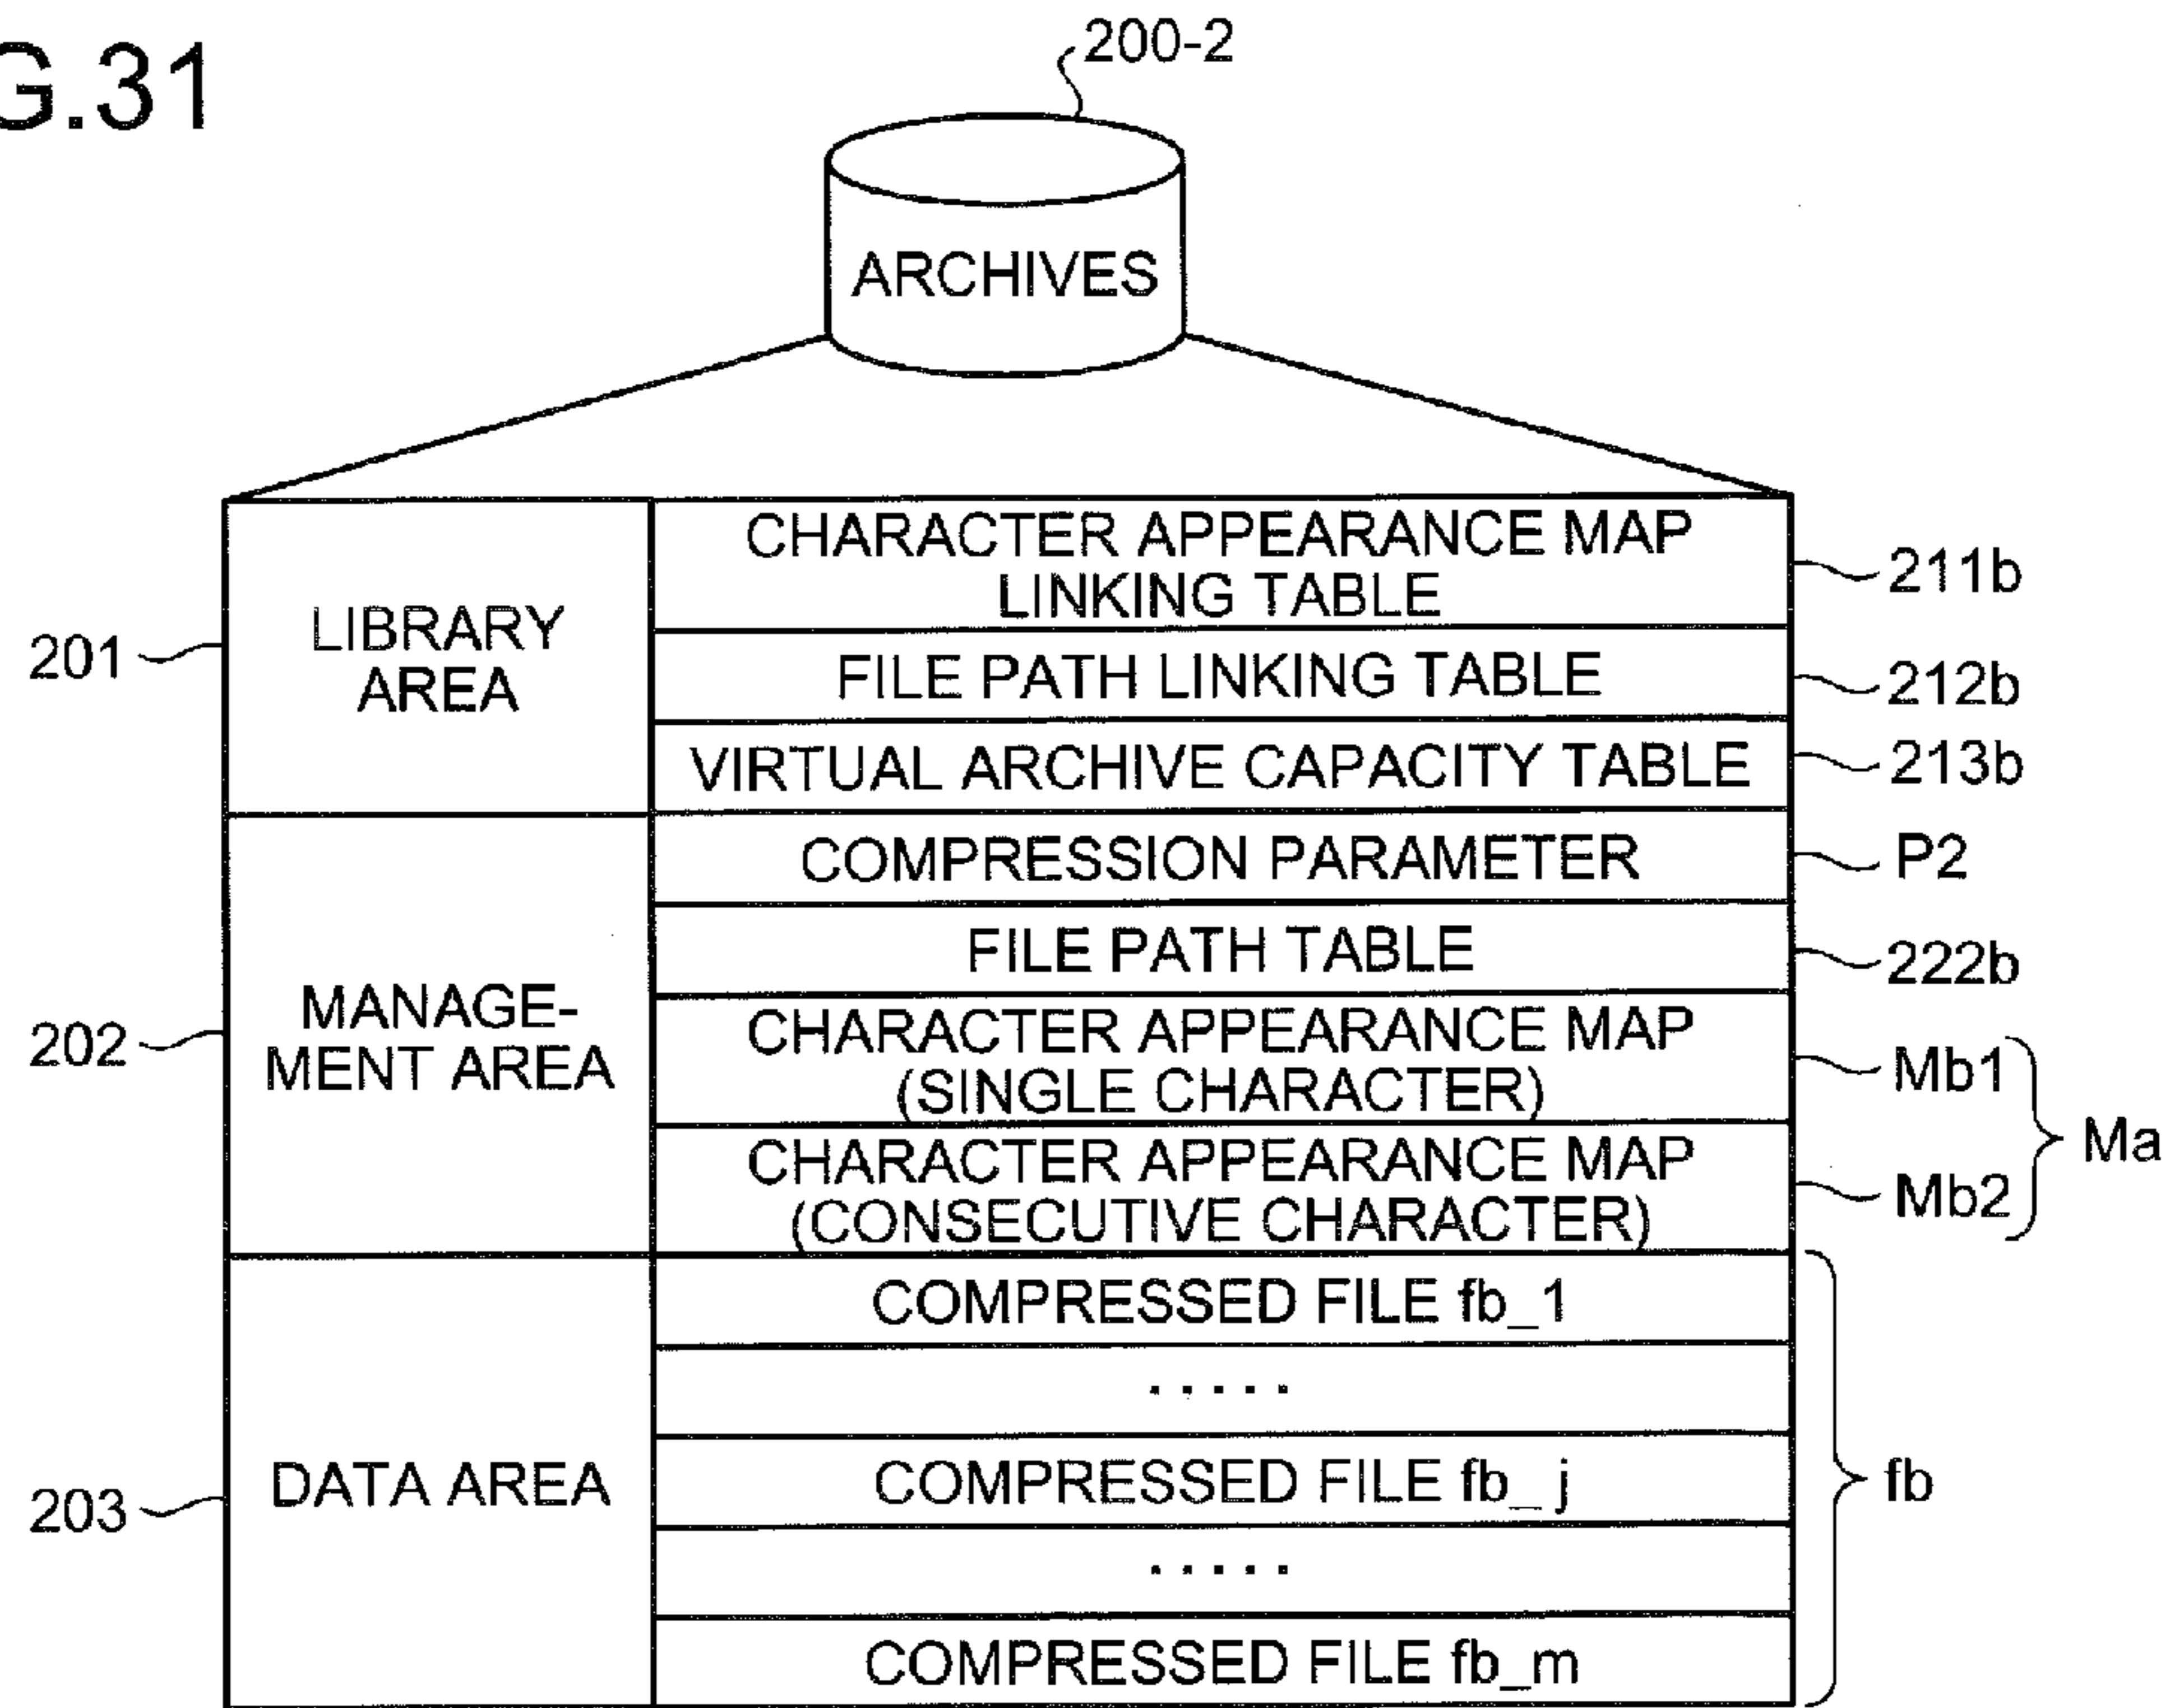 G.31
200-2
ARCHIVES
CHARACTER APPEARANCE MAP
LINKING TABLE
211b
201
LIBRARY
AREA
FILE PATH LINKING TABLE
212b
VIRTUAL ARCHIVE CAPACITY TABLE
213b
COMPRESSION PARAMETER
P2
FILE PATH TABLE
222b
202
MANAGE-
MENT AREA
CHARACTER APPEARANCE MAP
(SINGLE CHARACTER)
Mb1
Ma
CHARACTER APPEARANCE MAP
(CONSECUTIVE CHARACTER)
Mb2
COMPRESSED FILE fb_1
.....
203
DATA AREA
COMPRESSED FILE fb_j
fb
.....
COMPRESSED FILE fb_m